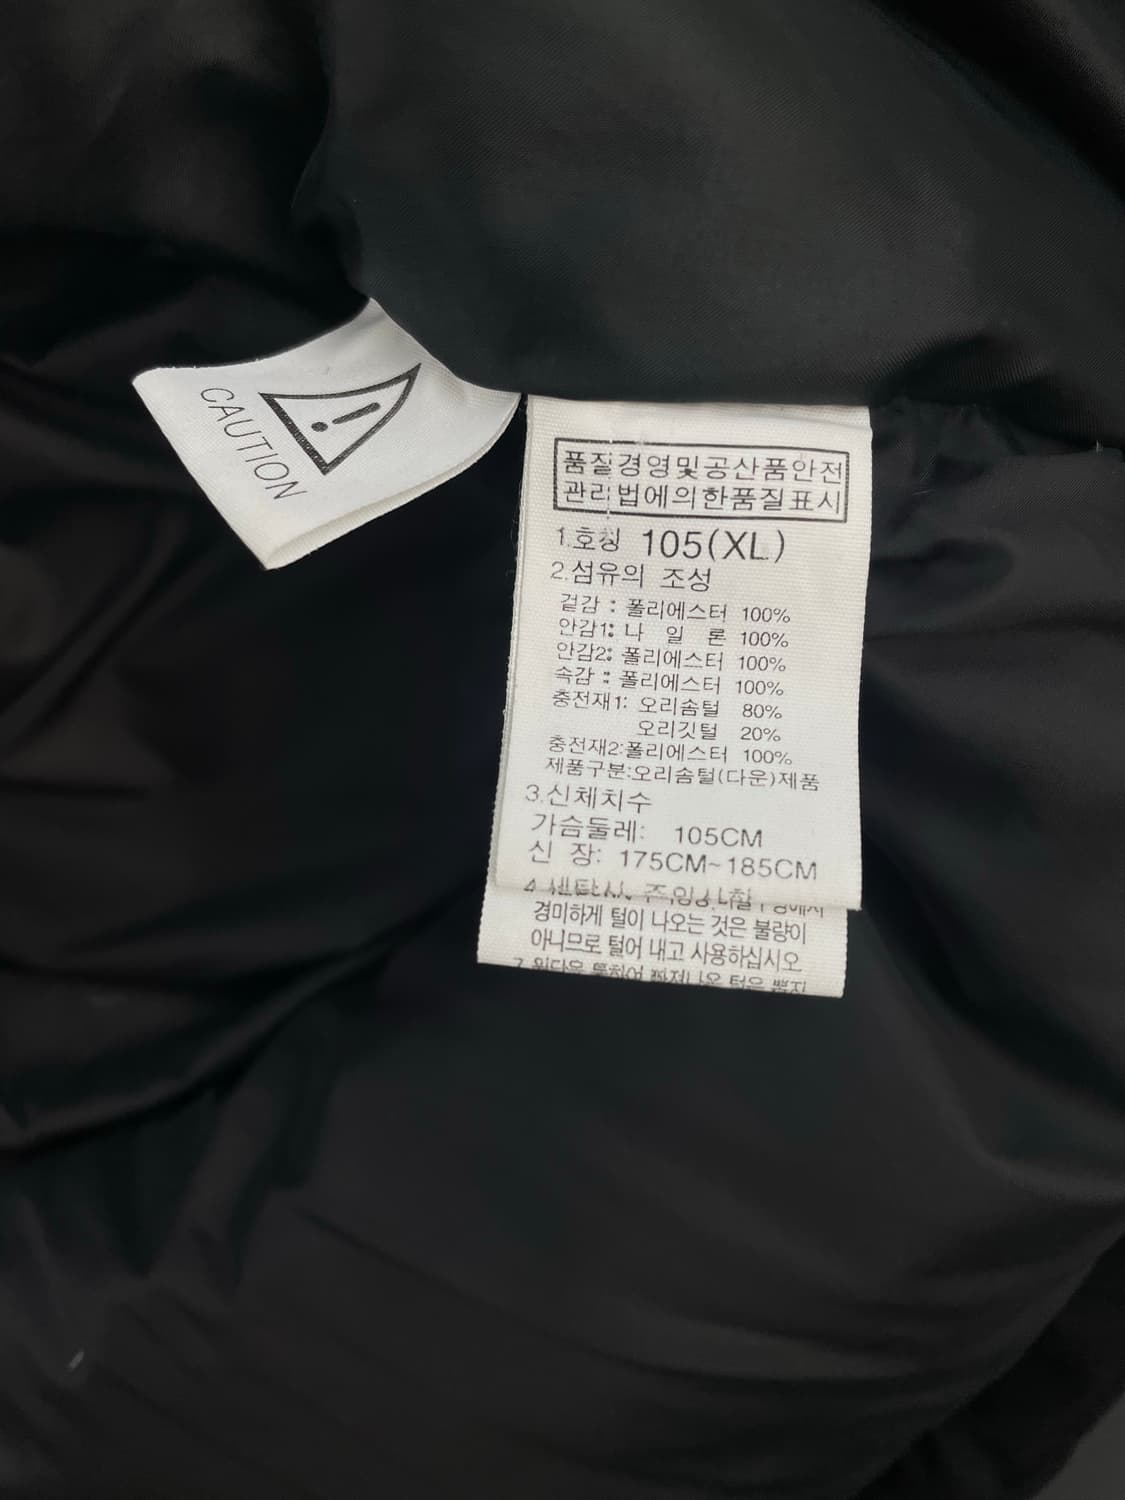 CAUTION
품질경영및공산품안전
관리법에의한품질표시
1.호칭 105(XL)
2.섬유의 조성
겉감 : 폴리에스터 100%
안감1: 나 일 론 100%
안감2: 폴리에스터 100%
속감 : 폴리에스터 100%
충전재1: 오리솜털 80%
오리깃털 20%
충전재2:폴리에스터 100%
제품구분:오리솜털(다운)제품
3.신체치수
가슴둘레: 105CM
신 장: 175CM~185CM
4.
경미하게 털이 나오는 것은 불량이
아니므로 털어 내고 사용하십시오
7.